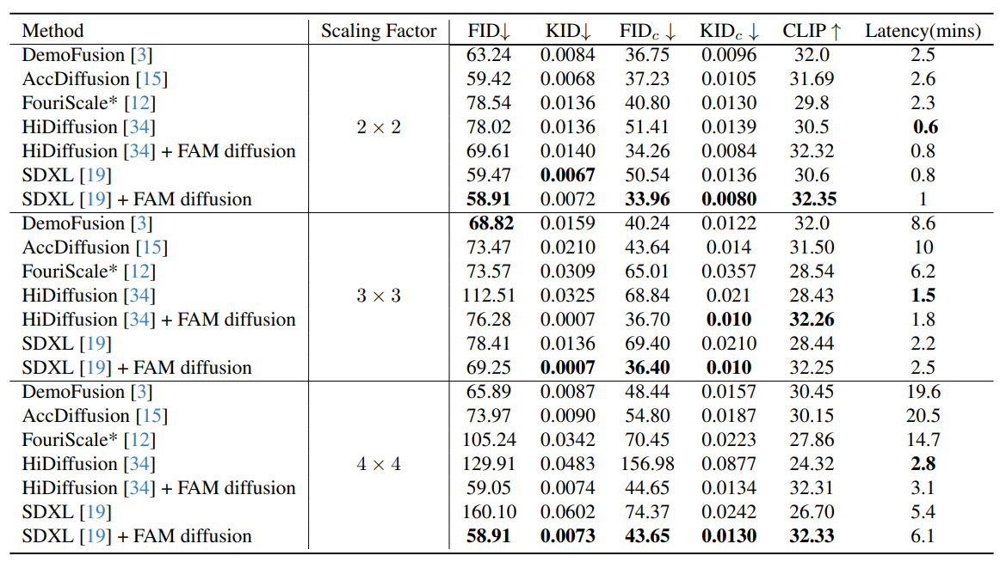 Method Scaling Factor FID↓ KID↓ FIDc ↓ KIDc ↓ CLIP ↑ Latency(mins)
DemoFusion [3] 63.24 0.0084 36.75 0.0096 32.0 2.5
AccDiffusion [15] 59.42 0.0068 37.23 0.0105 31.69 2.6
FouriScale* [12] 78.54 0.0136 40.80 0.0130 29.8 2.3
HiDiffusion [34] 2 × 2 78.02 0.0136 51.41 0.0139 30.5 0.6
HiDiffusion [34] + FAM diffusion 69.61 0.0140 34.26 0.0084 32.32 0.8
SDXL [19] 59.47 0.0067 50.54 0.0136 30.6 0.8
SDXL [19] + FAM diffusion 58.91 0.0072 33.96 0.0080 32.35 1
DemoFusion [3] 68.82 0.0159 40.24 0.0122 32.0 8.6
AccDiffusion [15] 73.47 0.0210 43.64 0.014 31.50 10
FouriScale* [12] 73.57 0.0309 65.01 0.0357 28.54 6.2
HiDiffusion [34] 3 × 3 112.51 0.0325 68.84 0.021 28.43 1.5
HiDiffusion [34] + FAM diffusion 76.28 0.0007 36.70 0.010 32.26 1.8
SDXL [19] 78.41 0.0136 69.40 0.0210 28.44 2.2
SDXL [19] + FAM diffusion 69.25 0.0007 36.40 0.010 32.25 2.5
DemoFusion [3] 65.89 0.0087 48.44 0.0157 30.45 19.6
AccDiffusion [15] 73.97 0.0090 54.80 0.0187 30.15 20.5
FouriScale* [12] 105.24 0.0342 70.45 0.0223 27.86 14.7
HiDiffusion [34] 4 × 4 129.91 0.0483 156.98 0.0877 24.32 2.8
HiDiffusion [34] + FAM diffusion 59.05 0.0074 44.65 0.0134 32.31 3.1
SDXL [19] 160.10 0.0602 74.37 0.0242 26.70 5.4
SDXL [19] + FAM diffusion 58.91 0.0073 43.65 0.0130 32.33 6.1